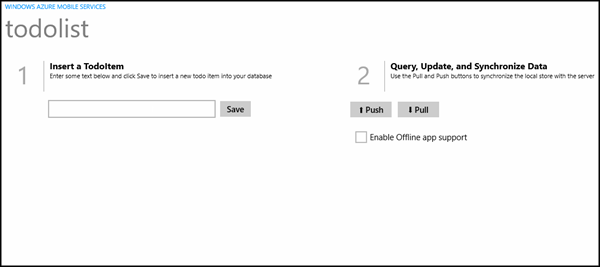 WINDOWS AZURE MOBILE SERVICES
todolist
1
Insert a TodoItem
Enter some text below and click Save to insert a new todo item into your database
Save
2
Query, Update, and Synchronize Data
Use the Pull and Push buttons to synchronize the local store with the server
⬆ Push
⬇ Pull
Enable Offline app support